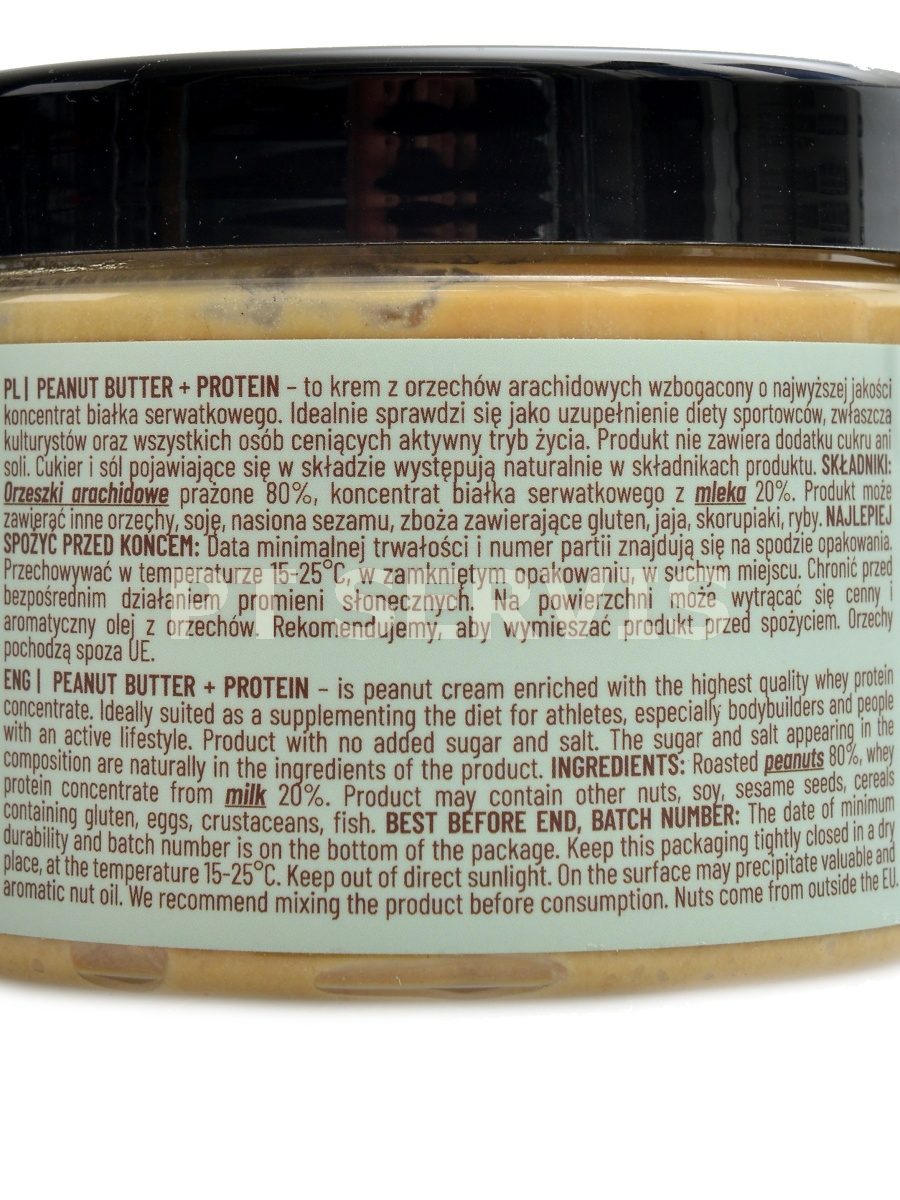 PL| PEANUT BUTTER + PROTEIN – to krem z orzechów arachidowych wzbogacony o najwyższej jakości
koncentrat białka serwatkowego. Idealnie sprawdzi się jako uzupełnienie diety sportowców, zwłaszcza
kulturystów oraz wszystkich osób ceniących aktywny tryb życia. Produkt nie zawiera dodatku cukru ani
soli. Cukier i sól pojawiające się w składzie występują naturalnie w składnikach produktu. SKŁADNIKI:
Orzeszki arachidowe prażone 80%, koncentrat białka serwatkowego z mleka 20%. Produkt może
zawierać inne orzechy, soję, nasiona sezamu, zboża zawierające gluten, jaja, skorupiaki, ryby. NAJLEPIEJ
SPOŻYĆ PRZED KOŃCEM: Data minimalnej trwałości i numer partii znajdują się na spodzie opakowania.
Przechowywać w temperaturze 15-25°C, w zamkniętym opakowaniu, w suchym miejscu. Chronić przed
bezpośrednim działaniem promieni słonecznych. Na powierzchni może wytrącać się cenny i
aromatyczny olej z orzechów. Rekomendujemy, aby wymieszać produkt przed spożyciem. Orzechy
pochodzą spoza UE.
PT SERVIS
ENG| PEANUT BUTTER + PROTEIN – is peanut cream enriched with the highest quality whey protein
concentrate. Ideally suited as a supplementing the diet for athletes, especially bodybuilders and people
with an active lifestyle. Product with no added sugar and salt. The sugar and salt appearing in the
composition are naturally in the ingredients of the product. INGREDIENTS: Roasted peanuts 80%, whey
protein concentrate from milk 20%. Product may contain other nuts, soy, sesame seeds, cereals
containing gluten, eggs, crustaceans, fish. BEST BEFORE END, BATCH NUMBER: The date of minimum
durability and batch number is on the bottom of the package. Keep this packaging tightly closed in a dry
place, at the temperature 15-25°C. Keep out of direct sunlight. On the surface may precipitate valuable and
aromatic nut oil. We recommend mixing the product before consumption. Nuts come from outside the EU.